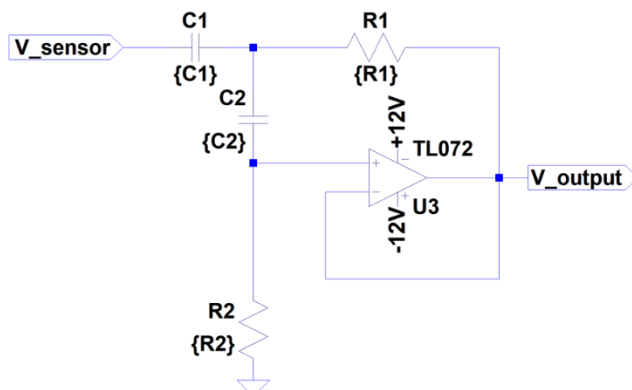 C1
V_sensor
{C1}
R1
{R1}
C2
{C2}
+12V
TL072
+
-
-
+
U3
-12V
V_output
R2
{R2}